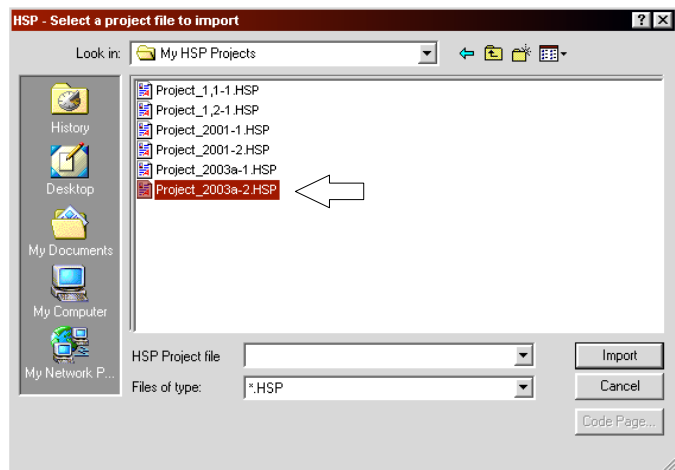 HSP - Select a project file to import
Look in:
My HSP Projects
History
Desktop
My Documents
My Computer
My Network P...
Project_1,1-1.HSP
Project_1,2-1.HSP
Project_2001-1.HSP
Project_2001-2.HSP
Project_2003a-1.HSP
Project_2003a-2.HSP
HSP Project file
Import
Files of type:
*.HSP
Cancel
Code Page...